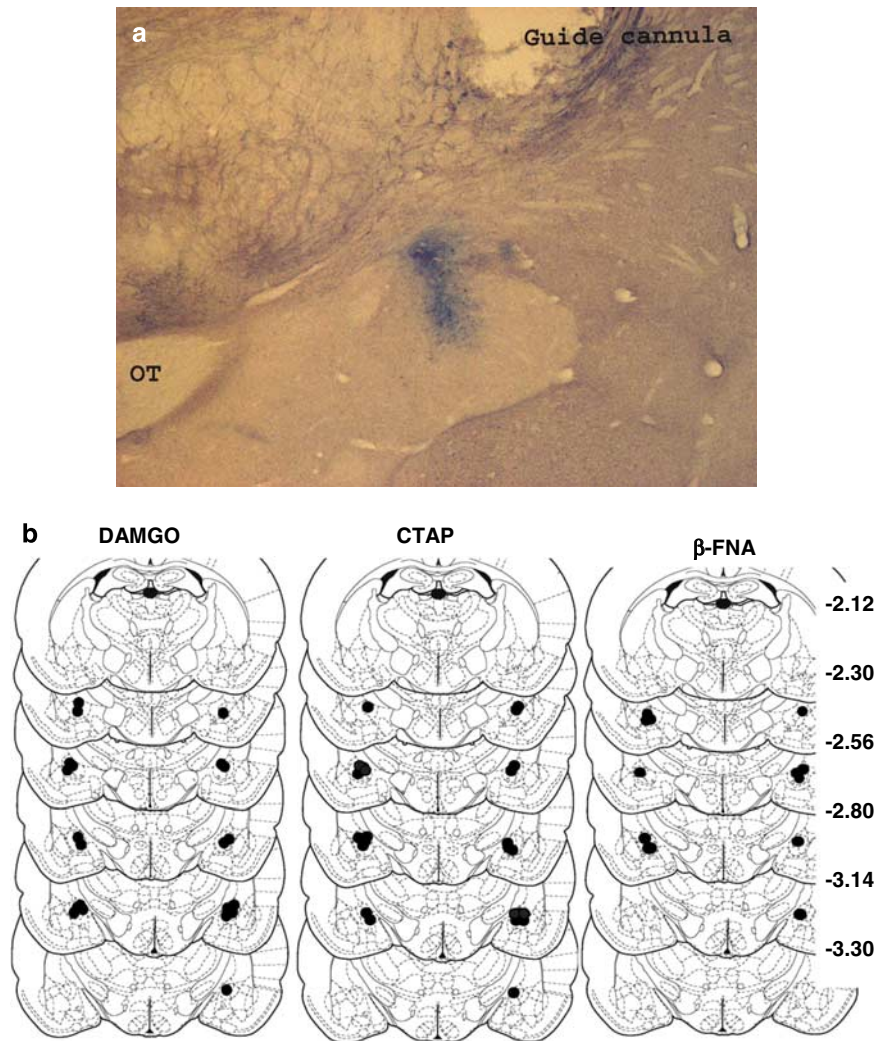 a
Guide cannula
OT
b
DAMGO
CTAP
β-FNA
-2.12
-2.30
-2.56
-2.80
-3.14
-3.30